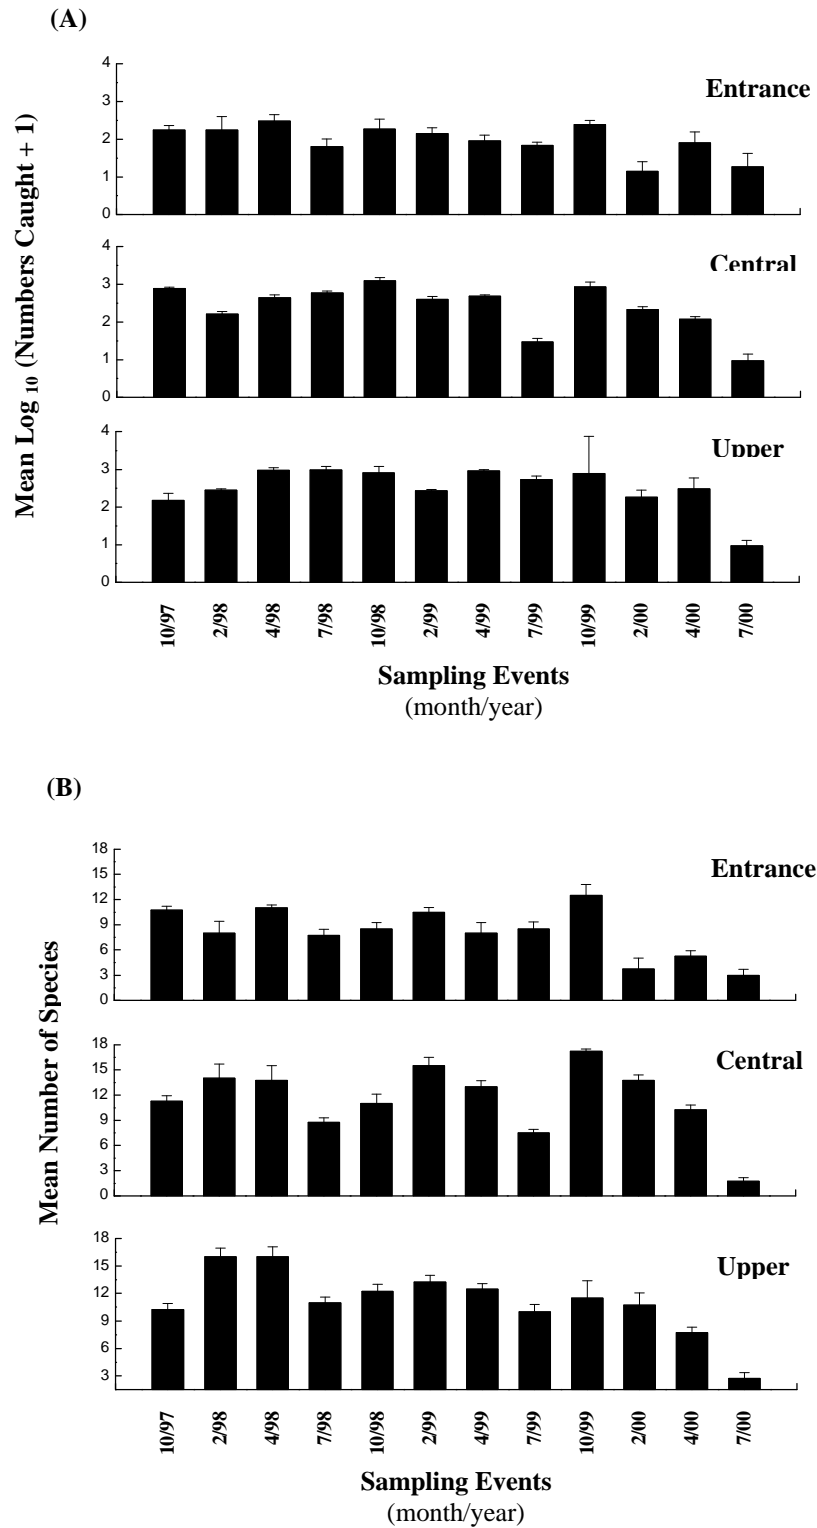 (A)
Entrance
4
3
2
1
0
Central
4
3
2
1
0
Upper
4
3
2
1
0
Mean Log 10 (Numbers Caught + 1)
10/97 2/98 4/98 7/98 10/98 2/99 4/99 7/99 10/99 2/00 4/00 7/00
Sampling Events
(month/year)
(B)
Entrance
18
15
12
9
6
3
0
Central
18
15
12
9
6
3
0
Upper
18
15
12
9
6
3
Mean Number of Species
10/97 2/98 4/98 7/98 10/98 2/99 4/99 7/99 10/99 2/00 4/00 7/00
Sampling Events
(month/year)